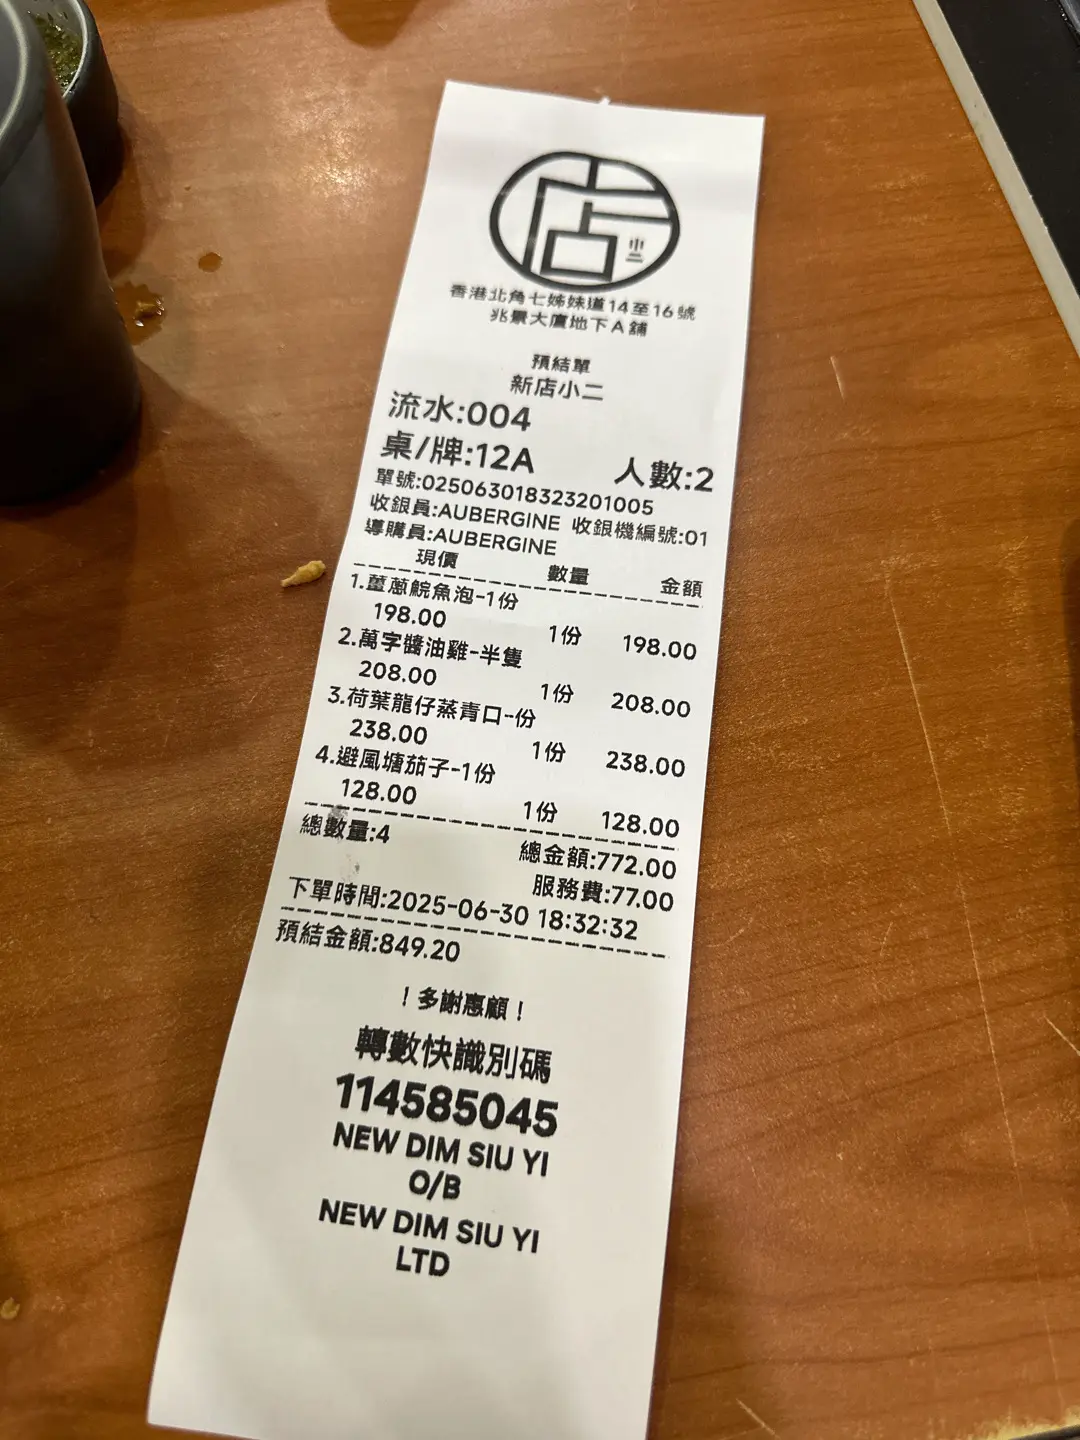 店小二
香港北角七姊妹道14至16號
兆景大廈地下A舖
預結單
新店小二
流水:004
桌/牌:12A 人數:2
單號:025063018323201005
收銀員:AUBERGINE 收銀機編號:01
導購員:AUBERGINE
現價 數量 金額
1.薑蔥鯇魚泡-1份
198.00 1份 198.00
2.萬字醬油雞-半隻
208.00 1份 208.00
3.荷葉龍仔蒸青口-份
238.00 1份 238.00
4.避風塘茄子-1份
128.00 1份 128.00
總數量:4 總金額:772.00
服務費:77.00
下單時間:2025-06-30 18:32:32
預結金額:849.20
！多謝惠顧！
轉數快識別碼
114585045
NEW DIM SIU YI
O/B
NEW DIM SIU YI
LTD